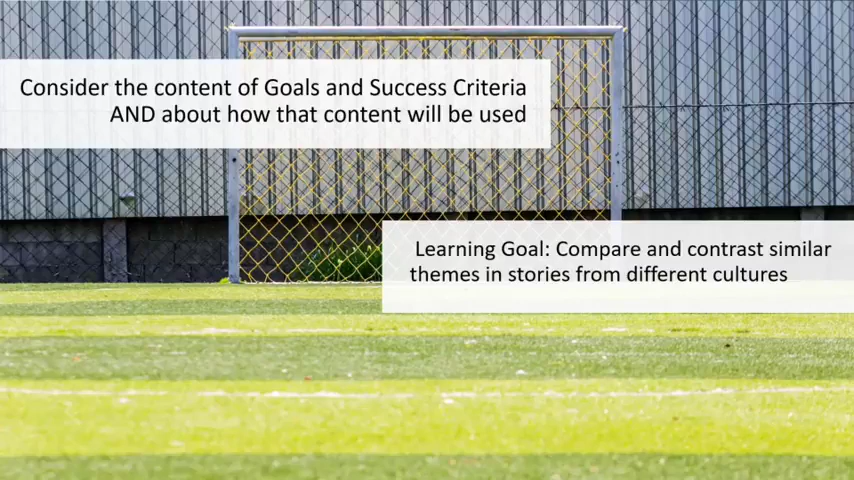 Consider the content of Goals and Success Criteria
AND about how that content will be used
Learning Goal: Compare and contrast similar
themes in stories from different cultures